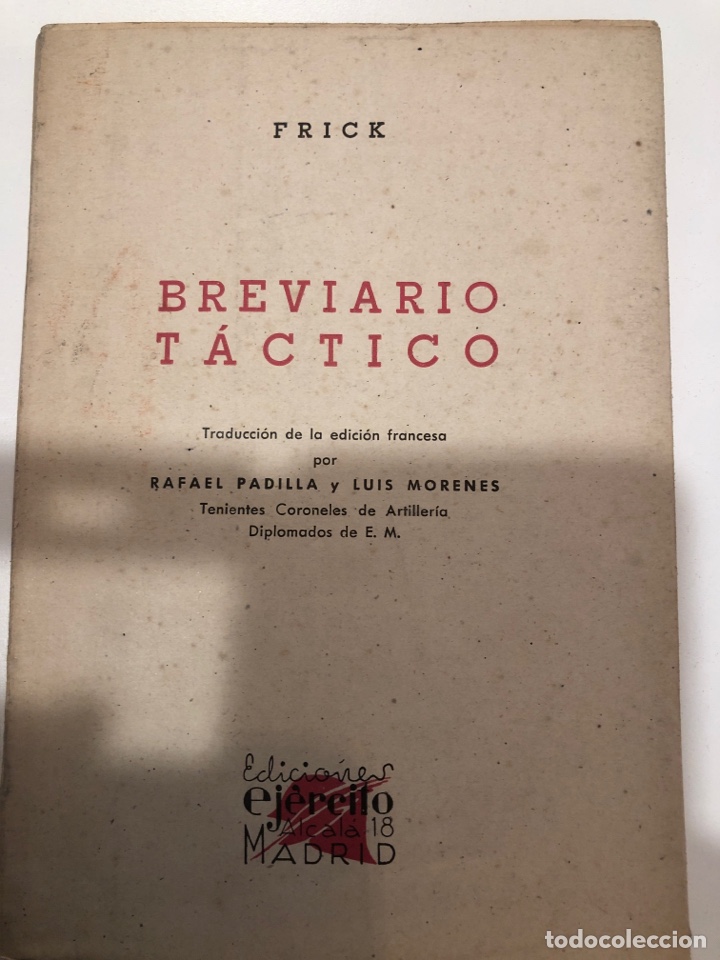 FRICK
BREVIARIO
TÁCTICO
Traducción de la edición francesa
por
RAFAEL PADILLA y LUIS MORENES
Tenientes Coroneles de Artillería
Diplomados de E. M.
Ediciones
ejército
Alcalá 18
MADRID
todocoleccion